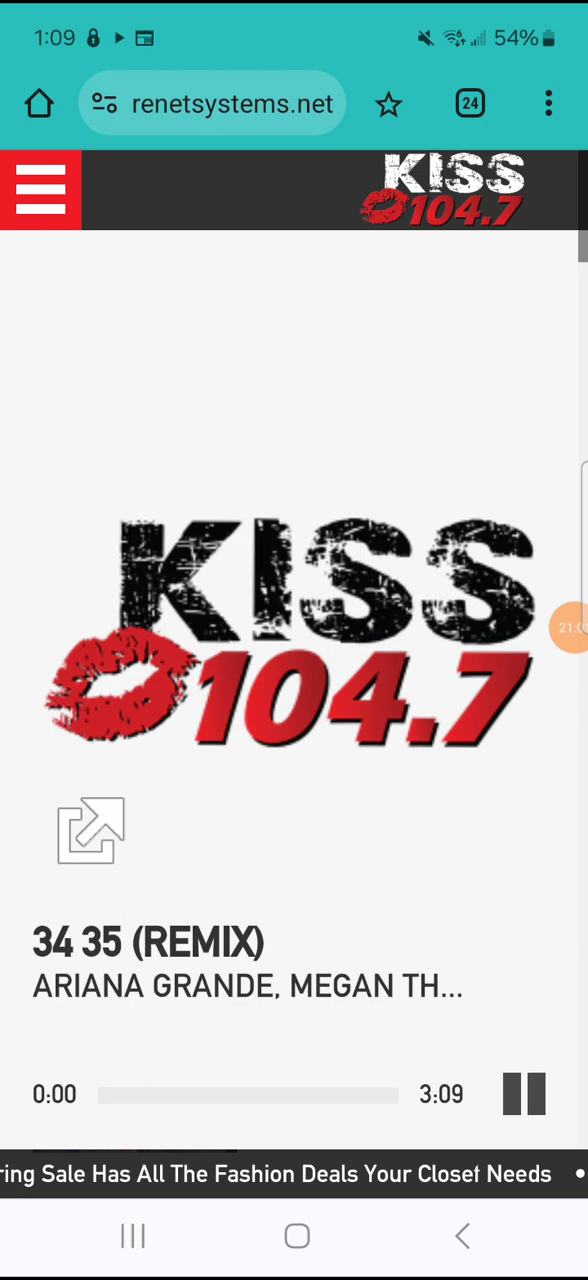 1:09
54%
renetsystems.net
24
KISS
104.7
KISS
104.7
34 35 (REMIX)
ARIANA GRANDE, MEGAN TH...
0:00
3:09
ring Sale Has All The Fashion Deals Your Closet Needs •